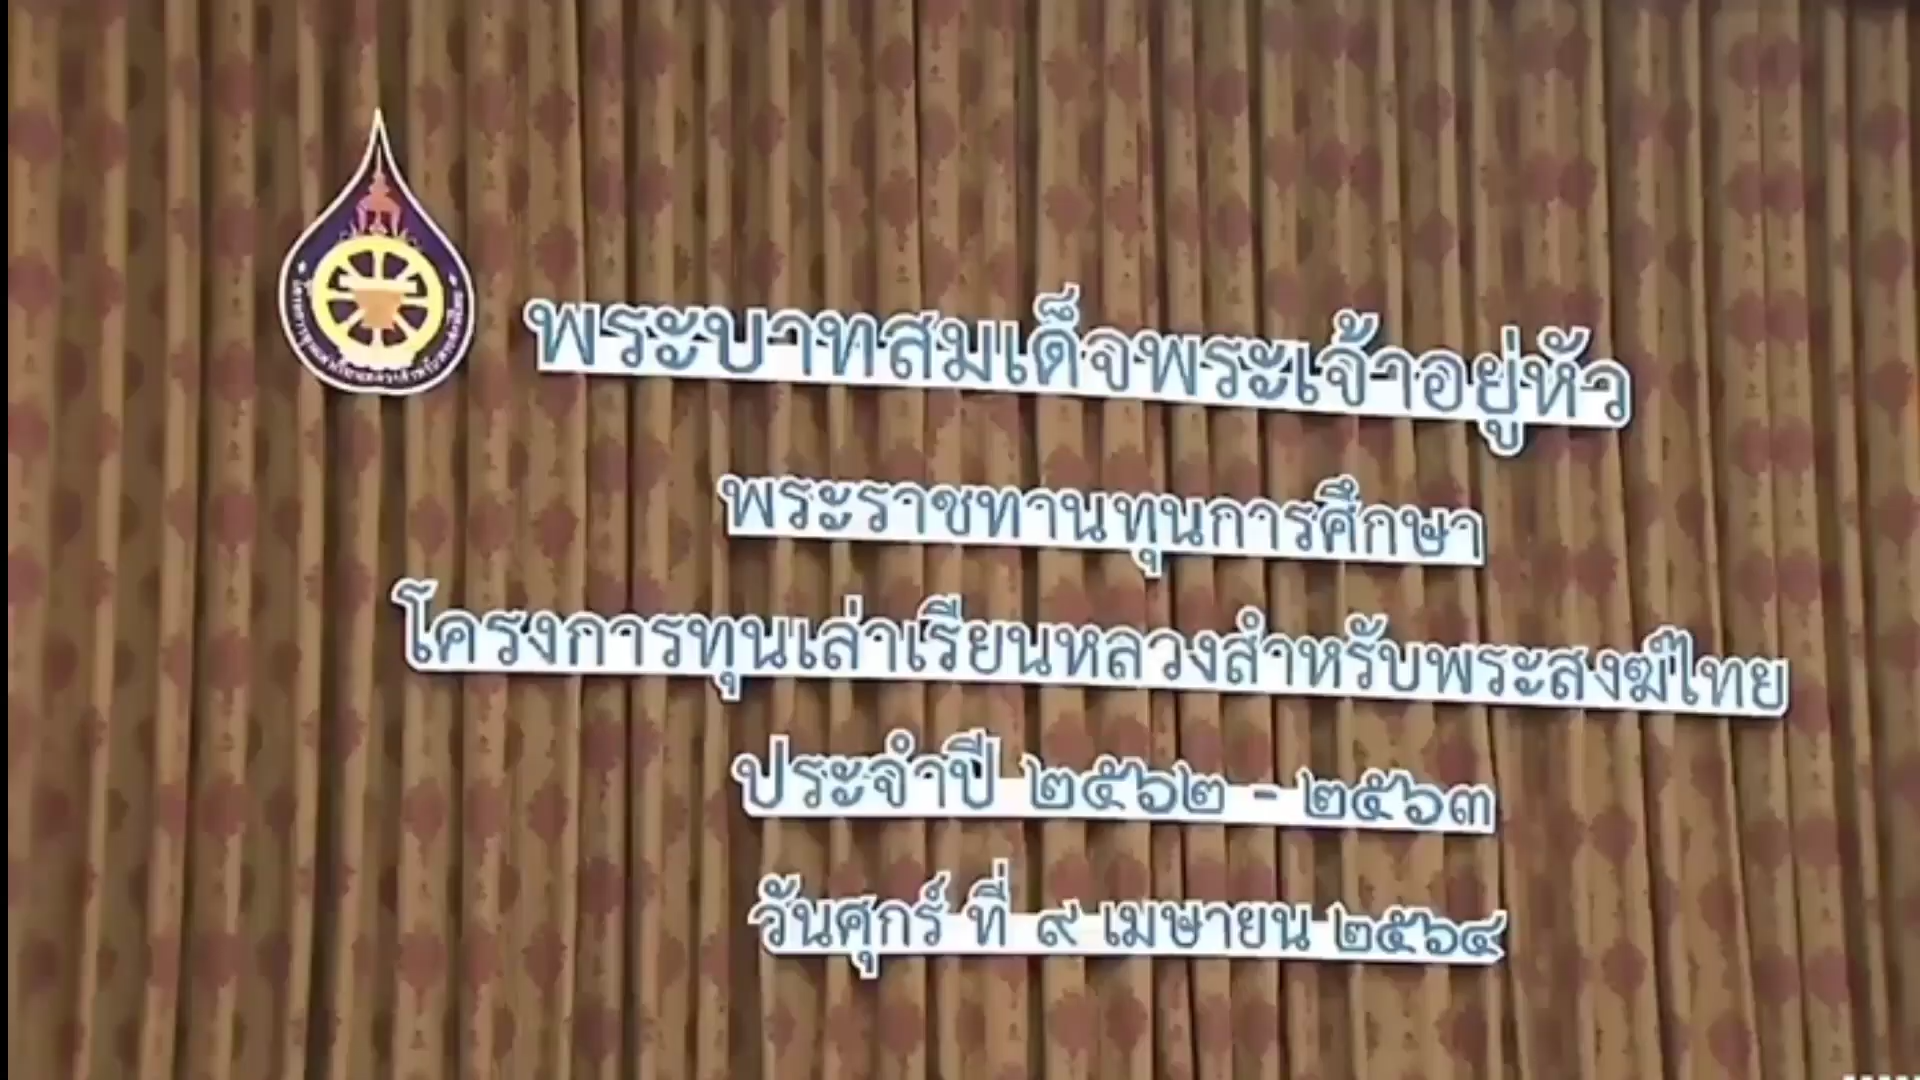 พระบาทสมเด็จพระเจ้าอยู่หัว
พระราชทานทุนการศึกษา
โครงการทุนเล่าเรียนหลวงสำหรับพระสงฆ์ไทย
ประจำปี ๒๕๖๒ - ๒๕๖๓
วันศุกร์ ที่ ๙ เมษายน ๒๕๖๔